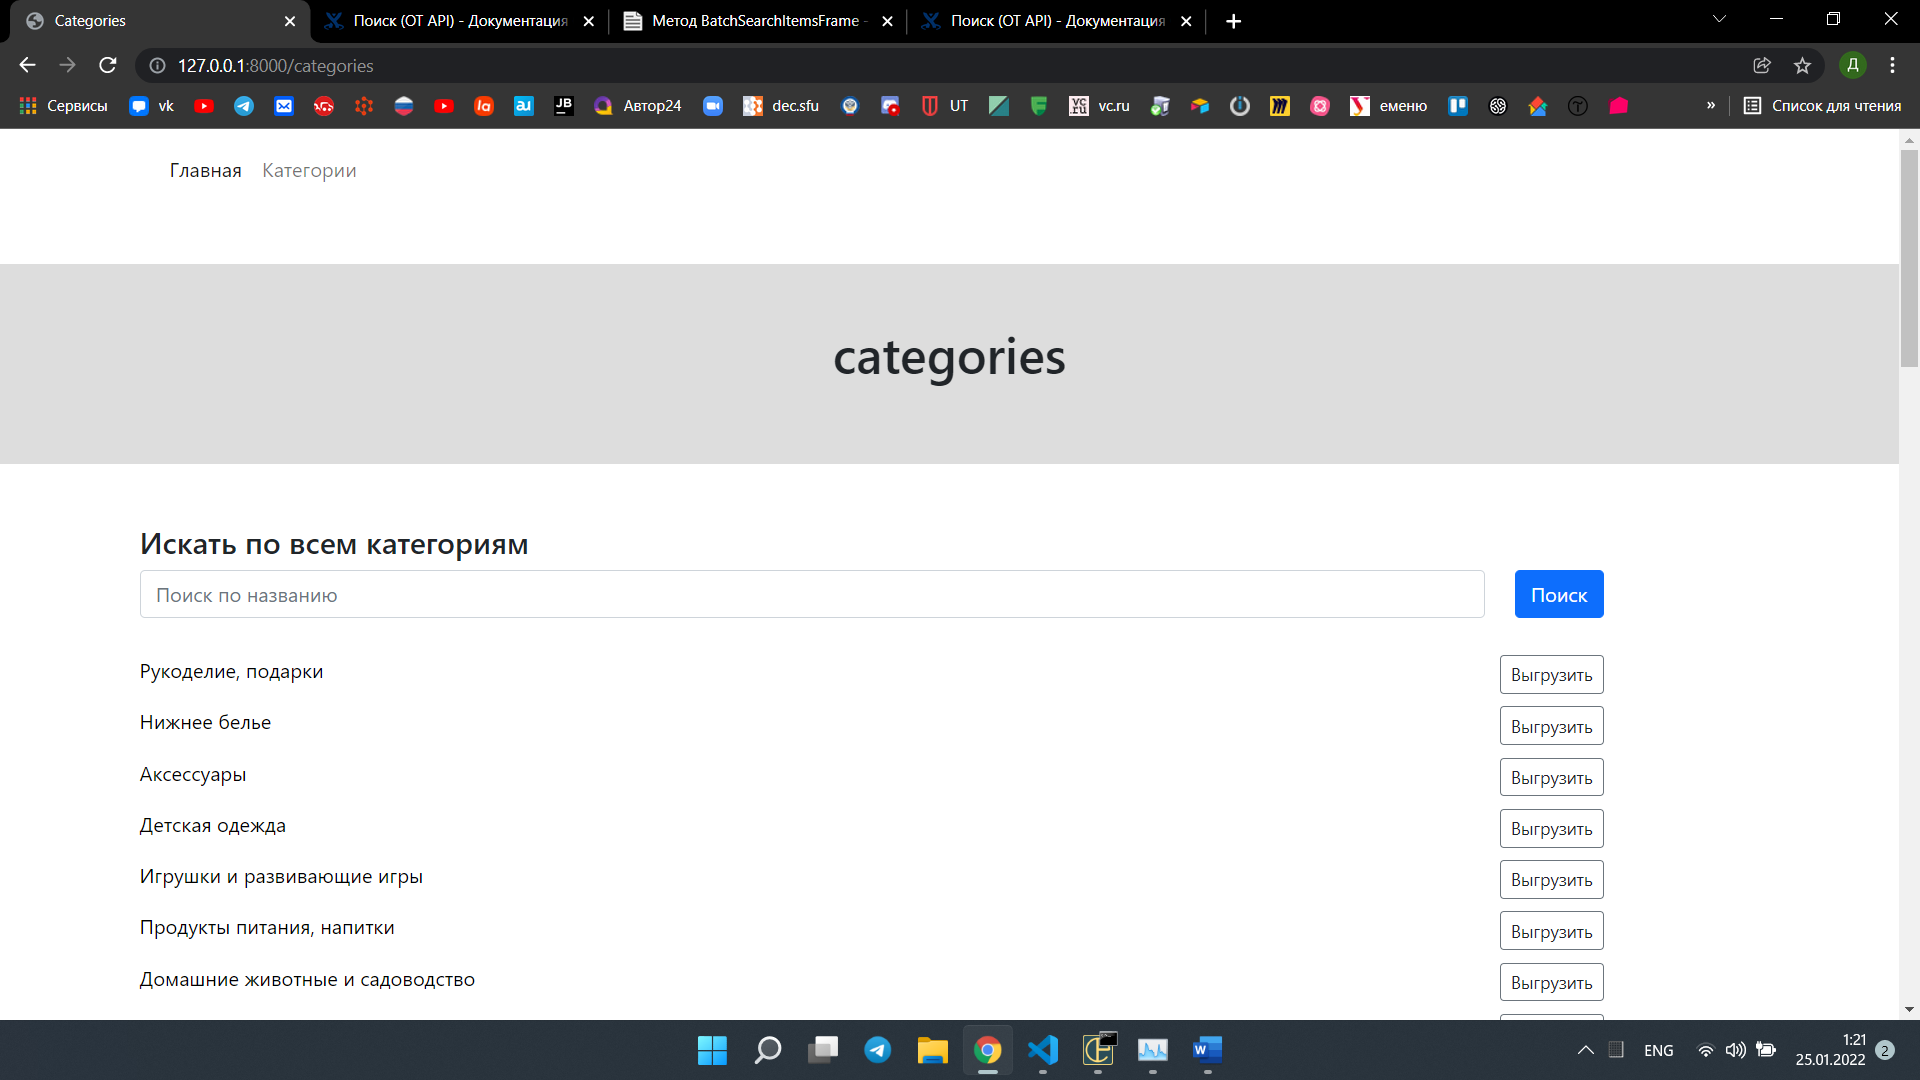 Categories
Поиск (OT API) - Документация
Метод BatchSearchItemsFrame -
Поиск (OT API) - Документация
127.0.0.1:8000/categories
Д
Сервисы
vk
JB
Автор24
dec.sfu
UT
vc.ru
еменю
»
Список для чтения
Главная Категории
categories
Искать по всем категориям
Поиск по названию
Поиск
Рукоделие, подарки
Выгрузить
Нижнее белье
Выгрузить
Аксессуары
Выгрузить
Детская одежда
Выгрузить
Игрушки и развивающие игры
Выгрузить
Продукты питания, напитки
Выгрузить
Домашние животные и садоводство
Выгрузить
ENG
1:21
25.01.2022
2